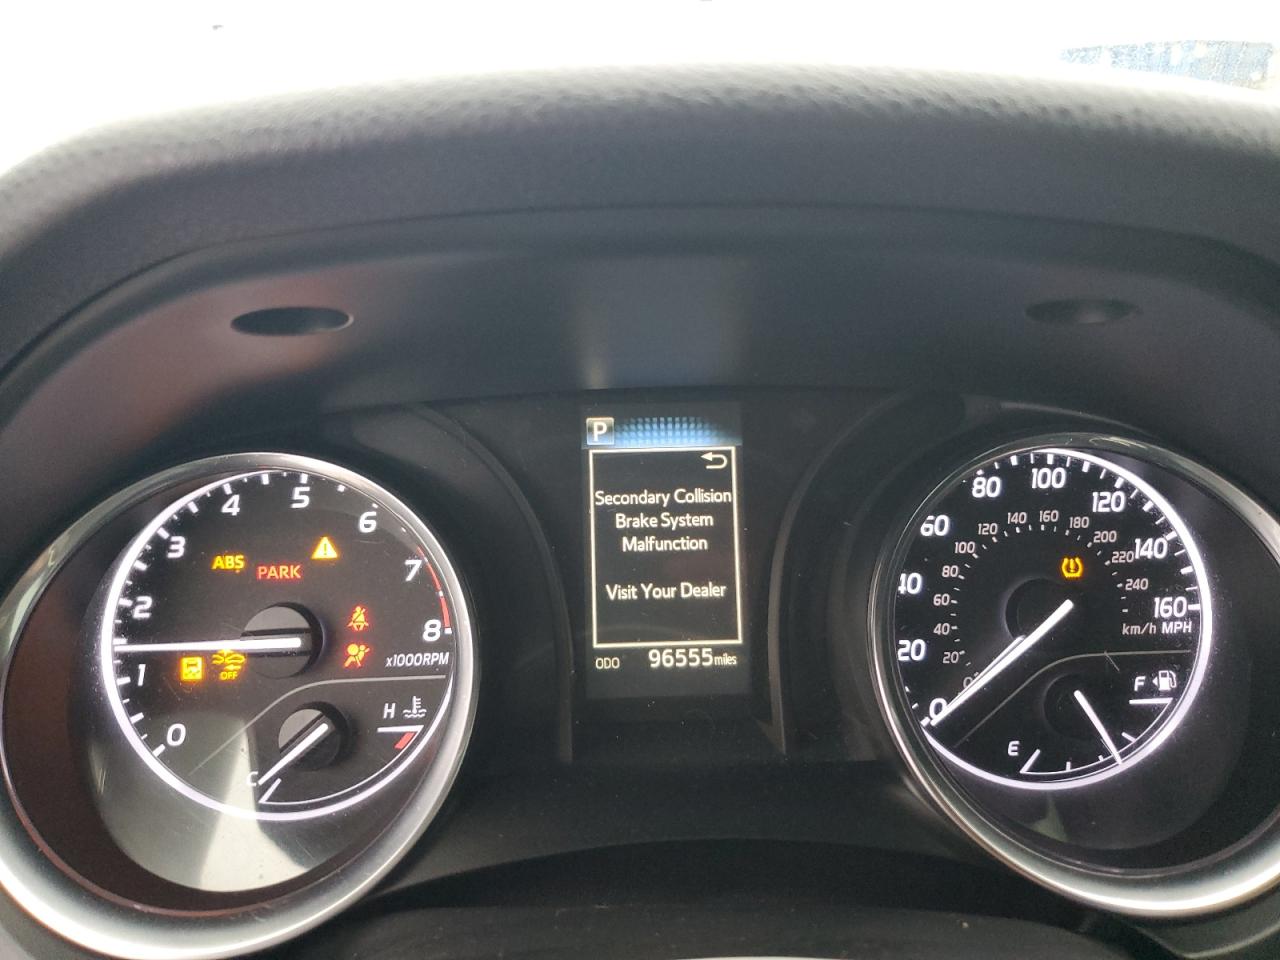 P
Secondary Collision
Brake System
Malfunction
Visit Your Dealer
ODO 96555 miles
ABS
PARK
OFF
0
1
2
3
4
5
6
7
8
x1000RPM
H
C
0
20
40
60
80
100
120
140
160
km/h MPH
0
20
40
60
80
100
120
140
160
180
200
220
240
F
E